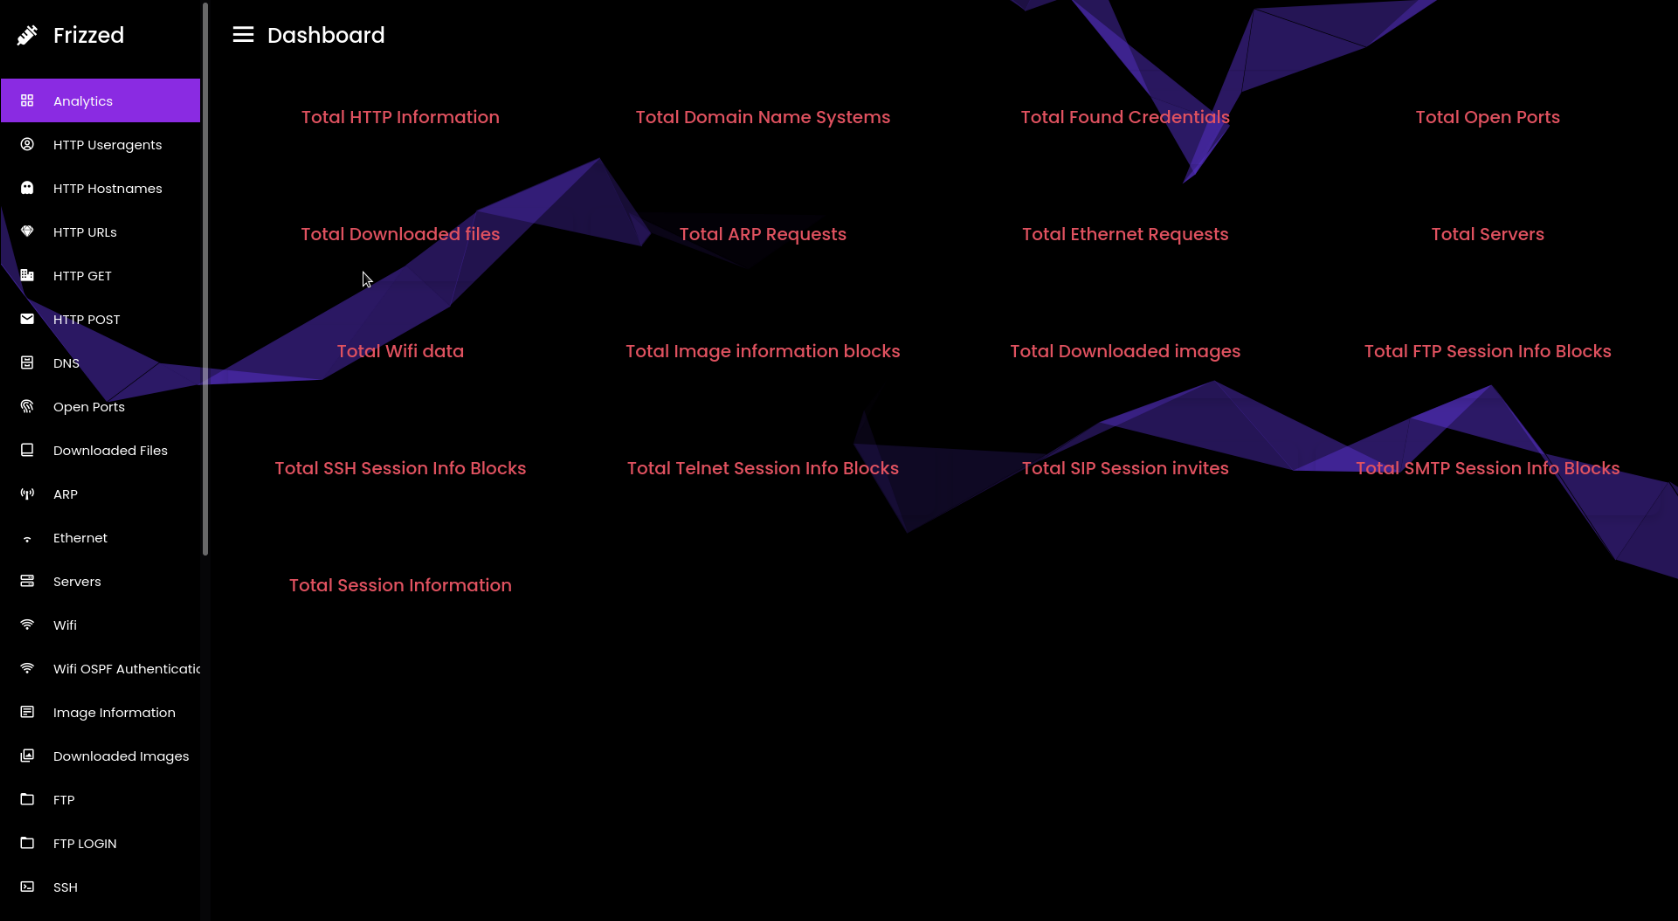 Frizzed
Analytics
HTTP Useragents
HTTP Hostnames
HTTP URLs
HTTP GET
HTTP POST
DNS
Open Ports
Downloaded Files
ARP
Ethernet
Servers
Wifi
Wifi OSPF Authenticatio
Image Information
Downloaded Images
FTP
FTP LOGIN
SSH
Dashboard
Total HTTP Information
Total Domain Name Systems
Total Found Credentials
Total Open Ports
Total Downloaded files
Total ARP Requests
Total Ethernet Requests
Total Servers
Total Wifi data
Total Image information blocks
Total Downloaded images
Total FTP Session Info Blocks
Total SSH Session Info Blocks
Total Telnet Session Info Blocks
Total SIP Session invites
Total SMTP Session Info Blocks
Total Session Information